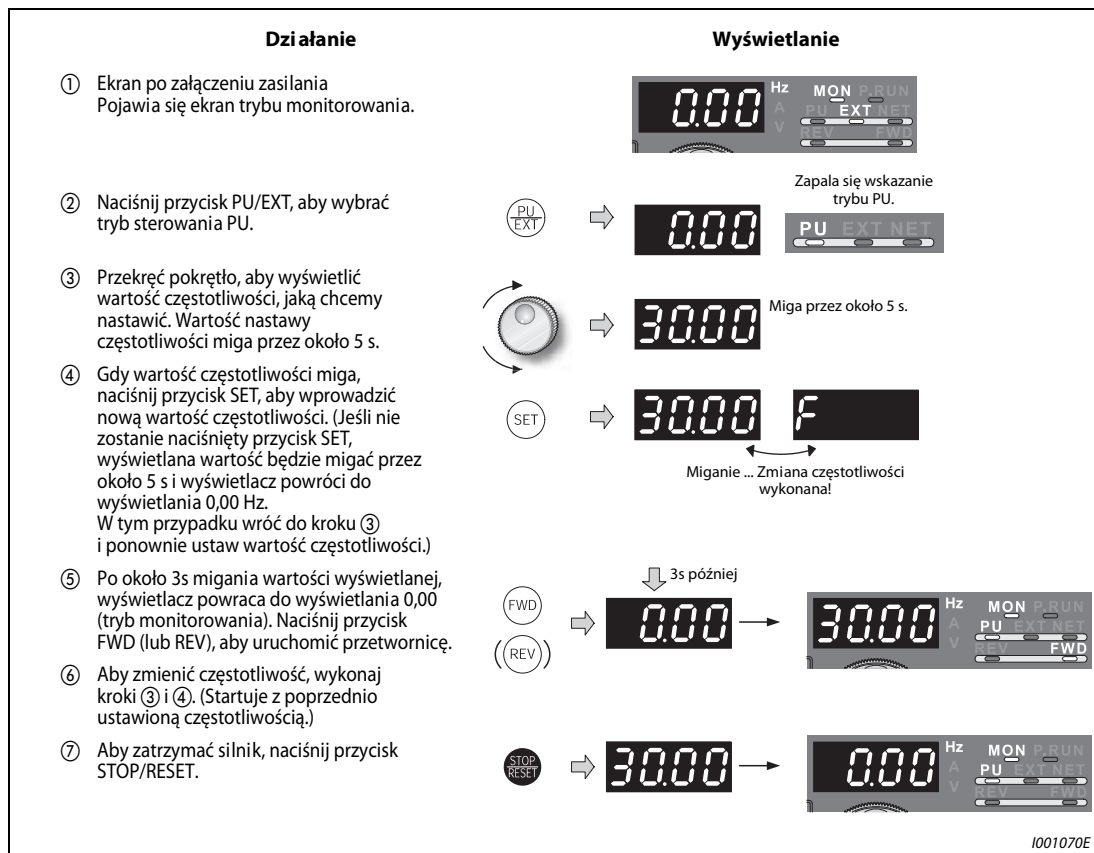 Działanie
Wyświetlanie
① Ekran po załączeniu zasilania
Pojawia się ekran trybu monitorowania.
0.00 Hz MON P.RUN
A PU EXT NET
V REV FWD
② Naciśnij przycisk PU/EXT, aby wybrać
tryb sterowania PU.
PU
EXT
0.00
Zapala się wskazanie
trybu PU.
PU EXT NET
③ Przekręć pokrętło, aby wyświetlić
wartość częstotliwości, jaką chcemy
nastawić. Wartość nastawy
częstotliwości miga przez około 5 s.
30.00
Miga przez około 5 s.
④ Gdy wartość częstotliwości miga,
naciśnij przycisk SET, aby wprowadzić
nową wartość częstotliwości. (Jeśli nie
zostanie naciśnięty przycisk SET,
wyświetlana wartość będzie migać przez
około 5 s i wyświetlacz powróci do
wyświetlania 0,00 Hz.
W tym przypadku wróć do kroku ③
i ponownie ustaw wartość częstotliwości.)
SET
30.00 F
Miganie ... Zmiana częstotliwości
wykonana!
⑤ Po około 3s migania wartości wyświetlanej,
wyświetlacz powraca do wyświetlania 0,00
(tryb monitorowania). Naciśnij przycisk
FWD (lub REV), aby uruchomić przetwornicę.
FWD
(REV)
3s później
0.00
30.00 Hz MON P.RUN
A PU EXT NET
V REV FWD
⑥ Aby zmienić częstotliwość, wykonaj
kroki ③ i ④. (Startuje z poprzednio
ustawioną częstotliwością.)
⑦ Aby zatrzymać silnik, naciśnij przycisk
STOP/RESET.
STOP
RESET
30.00
0.00 Hz MON P.RUN
A PU EXT NET
V REV FWD
I001070E